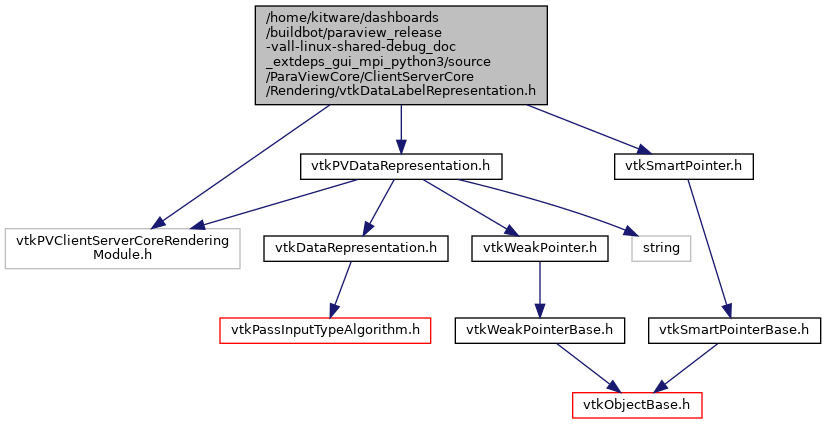 /home/kitware/dashboards
/buildbot/paraview_release
-vall-linux-shared-debug_doc
_extdeps_gui_mpi_python3/source
/ParaViewCore/ClientServerCore
/Rendering/vtkDataLabelRepresentation.h
vtkPVDataRepresentation.h
vtkSmartPointer.h
vtkPVClientServerCoreRendering
Module.h
vtkDataRepresentation.h
vtkWeakPointer.h
string
vtkPassInputTypeAlgorithm.h
vtkWeakPointerBase.h
vtkSmartPointerBase.h
vtkObjectBase.h